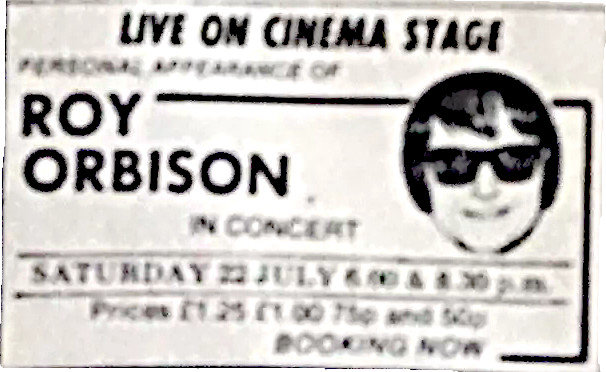 LIVE ON CINEMA STAGE
PERSONAL APPEARANCE OF
ROY
ORBISON
IN CONCERT
SATURDAY 22 JULY 6.00 & 8.30 p.m.
Prices £1.25 £1.00 75p and 50p
BOOKING NOW